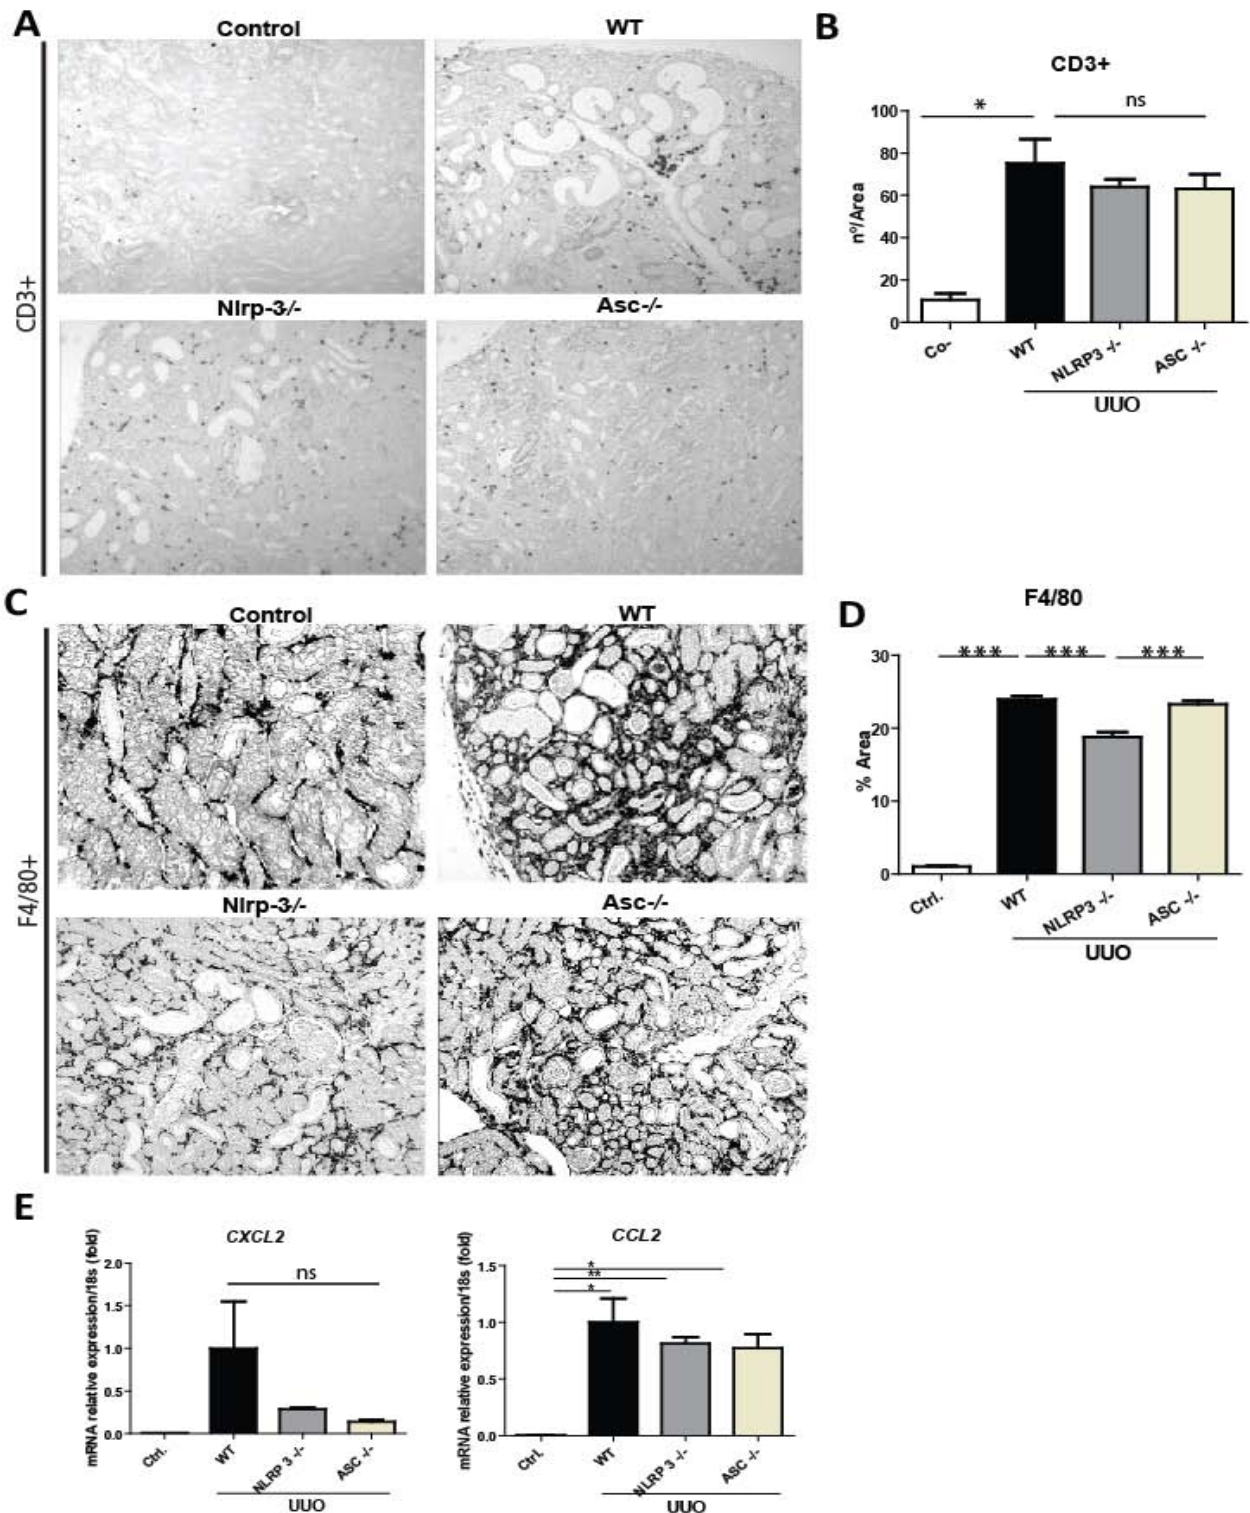 A
Control
WT
CD3+
Nlrp-3/-
Asc-/-
B
CD3+
*
ns
100
80
60
40
20
0
nº/Area
Co-
WT
NLRP3 -/-
ASC -/-
UUO
C
Control
WT
F4/80+
Nlrp-3/-
Asc-/-
D
F4/80
***
***
***
30
20
10
0
% Area
Ctrl.
WT
NLRP3 -/-
ASC -/-
UUO
E
CXCL2
mRNA relative expression/18s (fold)
2.0
1.5
1.0
0.5
0.0
ns
Ctrl.
WT
NLRP 3 -/-
ASC -/-
UUO
CCL2
mRNA relative expression/18s (fold)
1.5
1.0
0.5
0.0
*
**
*
Ctrl.
WT
NLRP 3 -/-
ASC -/-
UUO